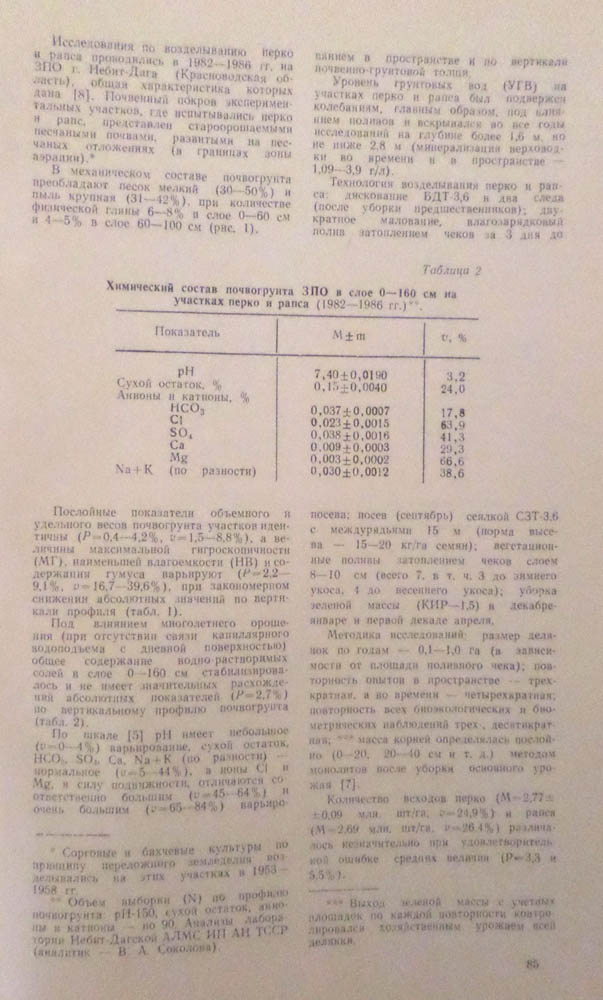 Исследования по возделыванию перко
и рапса проводились в 1982—1986 гг. на
ЗПО г. Небит-Дага (Красноводская об-
ласть), общая характеристика которых
дана [8]. Почвенный покров эксперимен-
тальных участков, где испытывались перко
и рапс, представлен староорошаемыми
песчаными почвами, развитыми на пес-
чаных отложениях (в границах зоны
аэрации).*
В механическом составе почвогрунта
преобладают песок мелкий (30—50%) и
пыль крупная (31—42%), при количестве
физической глины 6—8% в слое 0—60 см
и 4—5% в слое 60—100 см (рис. 1).
ванием в пространстве и по вертикали
почвенно-грунтовой толщи.
Уровень грунтовых вод (УГВ) на
участках перко и рапса был подвержен
колебаниям, главным образом, под влия-
нием поливов и вскрывался во все годы
исследований на глубине более 1,6 м, но
не ниже 2,8 м (минерализация верховод-
ки во времени и в пространстве —
1,09—3,9 г/л).
Технология возделывания перко и рап-
са: дискование БДТ-3,6 в два следа
(после уборки предшественников); дву-
кратное малование, влагозарядковый
полив затоплением чеков за 3 дня до
Таблица 2
Химический состав почвогрунта ЗПО в слое 0—160 см на
участках перко и рапса (1982—1986 гг.)**.
Показатель M±m v, %
pH 7,40±0,0190 3,2
Сухой остаток, % 0,15±0,0040 24,0
Анионы и катионы, %
HCO₃ 0,037±0,0007 17,8
Cl 0,023±0,0015 63,9
SO₄ 0,038±0,0016 41,3
Ca 0,009±0,0003 29,3
Mg 0,003±0,0002 66,6
Na+K (по разности) 0,030±0,0012 38,6
Послойные показатели объемного и
удельного весов почвогрунта участков иден-
тичны (P=0,4—4,2%, v=1,5—8,8%), а ве-
личины максимальной гигроскопичности
(МГ), наименьшей влагоемкости (НВ) и со-
держания гумуса варьируют (P=2,2—
9,1%, v=16,7—39,6%), при закономерном
снижении абсолютных значений по верти-
кали профиля (табл. 1).
Под влиянием многолетнего ороше-
ния (при отсутствии связи капиллярного
водоподъема с дневной поверхностью)
общее содержание водно-растворимых
солей в слое 0—160 см стабилизирова-
лось и не имеет значительных расхожде-
ний абсолютных показателей (P=2,7%)
по вертикальному профилю почвогрунта
(табл. 2).
По шкале [5] pH имеет небольшое
(v=0—4%) варьирование, сухой остаток,
HCO₃, SO₄, Ca, Na+K (по разности) —
нормальное (v=5—44%), а ионы Cl и
Mg, в силу подвижности, отличаются со-
ответственно большим (v=45—64%) и
очень большим (v=65—84%) варьиро-
* Сорговые и бахчевые культуры по
принципу переложного земледелия воз-
делывались на этих участках в 1953—
1958 гг.
** Объем выборки (N) по профилю
почвогрунта: pH-150, сухой остаток, анио-
ны и катионы — по 90. Анализы лабора-
тории Небит-Дагской АЛМС ИП АН ТССР
(аналитик — В. А. Соколова).
посева; посев (сентябрь) сеялкой СЗТ-3,6
с междурядьями 15 м (норма высе-
ва — 15—20 кг/га семян); вегетацион-
ные поливы затоплением чеков слоем
8—10 см (всего 7, в т. ч. 3 до зимнего
укоса, 4 до весеннего укоса); уборка
зеленой массы (КИР—1,5) в декабре-
январе и первой декаде апреля.
Методика исследований: размер деля-
нок по годам — 0,1—1,0 га (в зависи-
мости от площади поливного чека); пов-
торность опытов в пространстве — трех-
кратная, а во времени — четырехкратная;
повторность всех биоэкологических и био-
метрических наблюдений трех-, десятикрат-
ная; *** масса корней определялась послой-
но (0—20, 20—40 см и т. д.) методом
монолитов после уборки основного уро-
жая [7].
Количество всходов перко (M=2,77±
±0,09 млн. шт/га, v=24,9%) и рапса
(M=2,69 млн. шт/га, v=26,4%) различа-
лось незначительно при удовлетворитель-
ной ошибке средних величин (P=3,3 и
5,5%).
*** Выход зеленой массы с учетных
площадок по каждой повторности контро-
лировался хозяйственным урожаем всей
делянки.
85